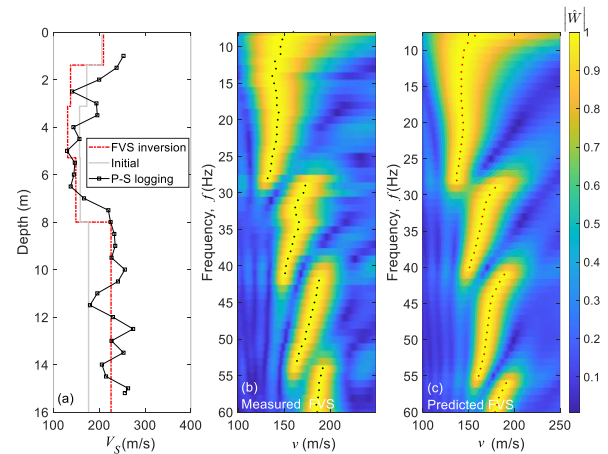 0
2
4
6
8
10
12
14
16
Depth (m)
FVS inversion
Initial
P-S logging
(a)
0 100 200 300 400
V_S(m/s)
10
15
20
25
30
35
40
45
50
55
60
Frequency, f(Hz)
(b)
Measured FVS
100 150 200
v (m/s)
10
15
20
25
30
35
40
45
50
55
60
Frequency, f(Hz)
(c)
Predicted FVS
100 150 200 250
v (m/s)
|Ŵ|
1
0.9
0.8
0.7
0.6
0.5
0.4
0.3
0.2
0.1